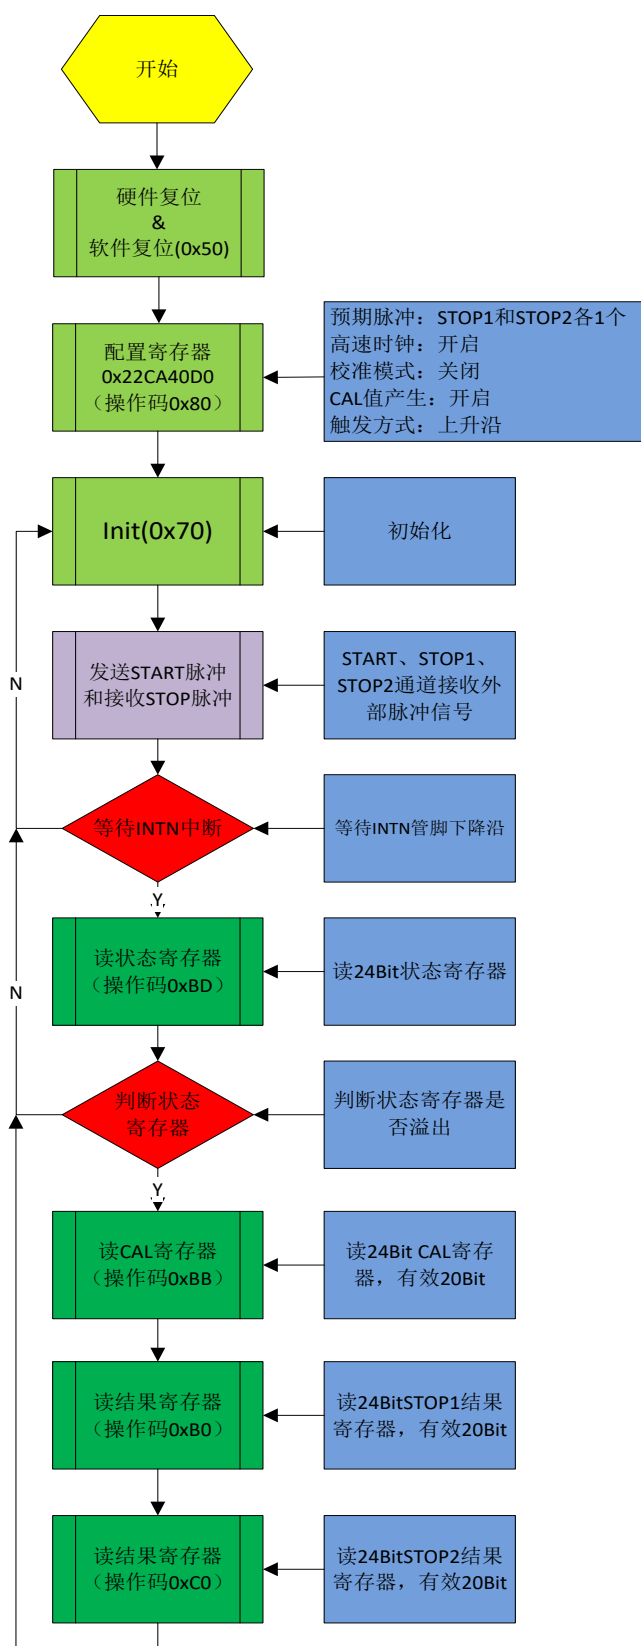 开始
硬件复位
&
软件复位(0x50)
配置寄存器
0x22CA40D0
（操作码0x80）
预期脉冲：STOP1和STOP2各1个
高速时钟：开启
校准模式：关闭
CAL值产生：开启
触发方式：上升沿
Init(0x70)
初始化
N
发送START脉冲
和接收STOP脉冲
START、STOP1、
STOP2通道接收外
部脉冲信号
等待INTN中断
等待INTN管脚下降沿
Y
读状态寄存器
（操作码0xBD）
读24Bit状态寄存器
N
判断状态
寄存器
判断状态寄存器是
否溢出
Y
读CAL寄存器
（操作码0xBB）
读24Bit CAL寄存
器，有效20Bit
读结果寄存器
（操作码0xB0）
读24BitSTOP1结果
寄存器，有效20Bit
读结果寄存器
（操作码0xC0）
读24BitSTOP2结果
寄存器，有效20Bit